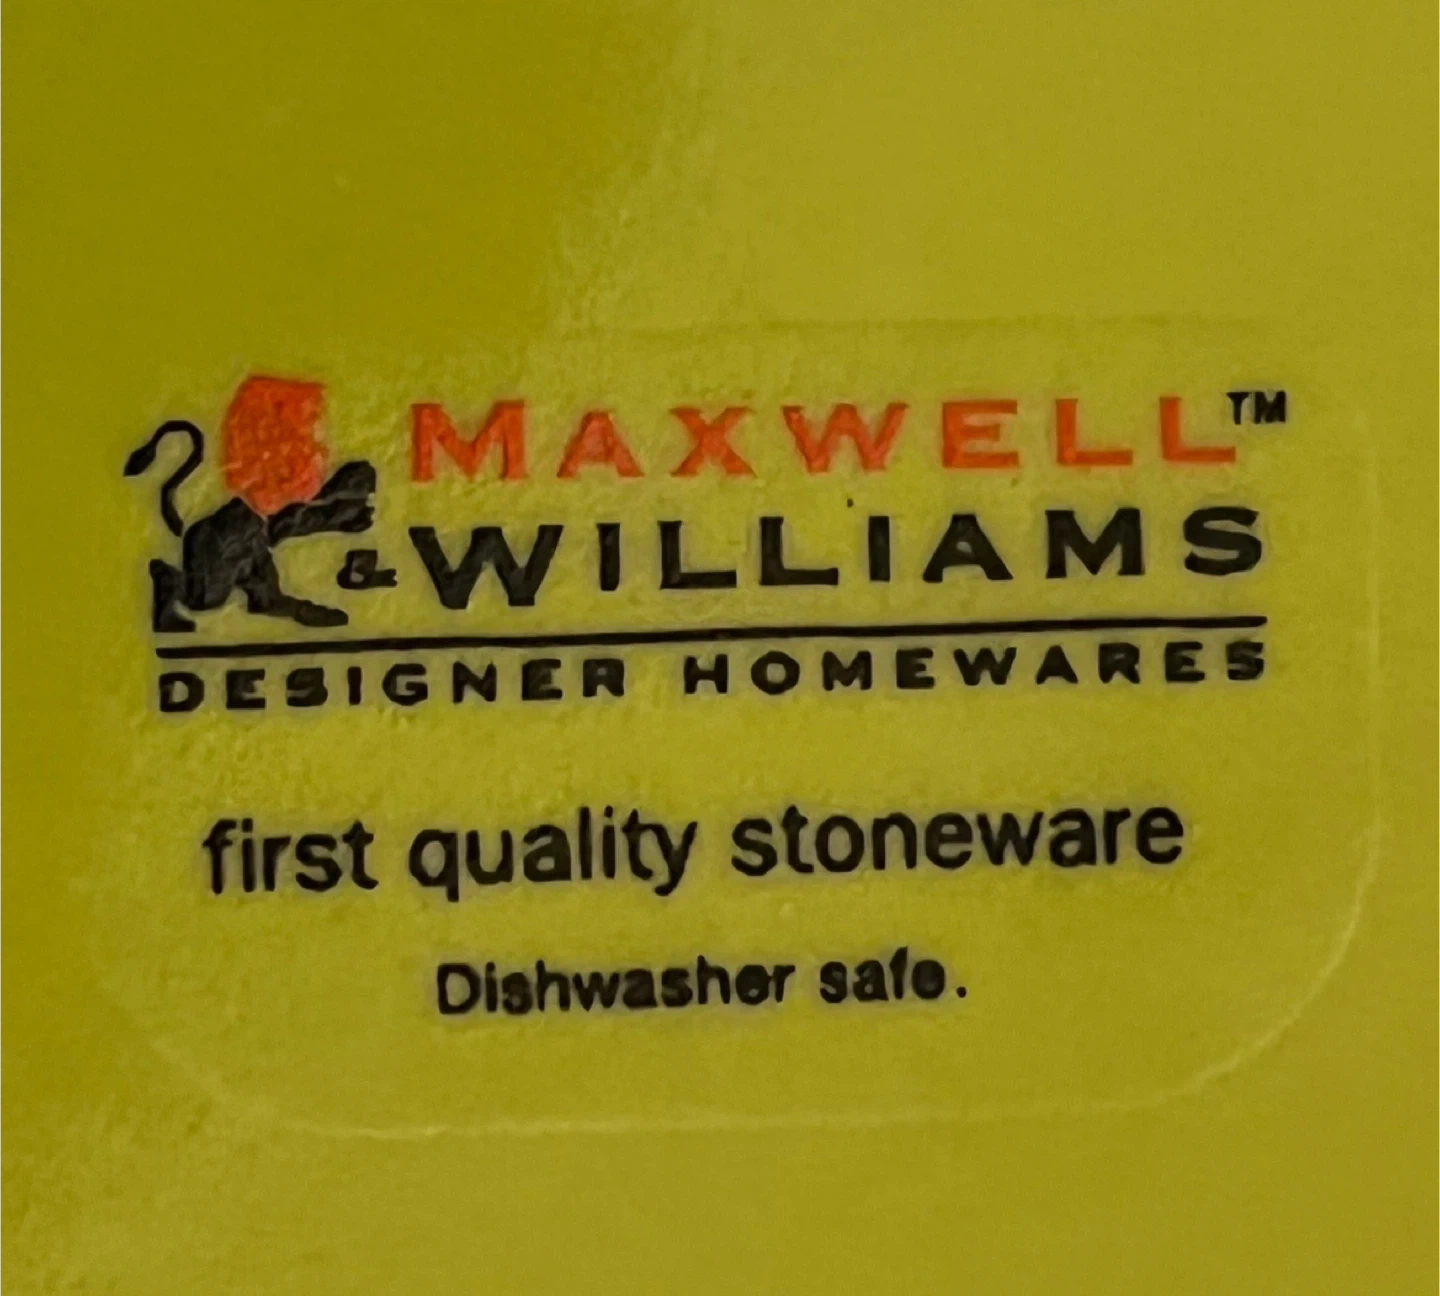 MAXWELL™
& WILLIAMS
DESIGNER HOMEWARES
first quality stoneware
Dishwasher safe.